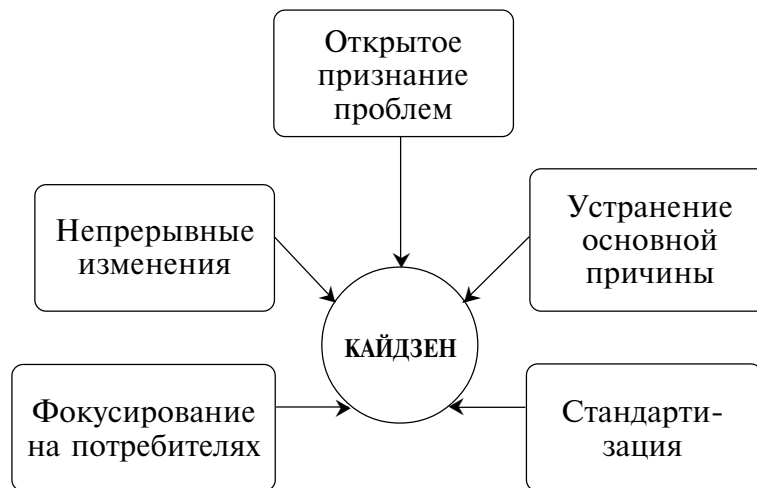 Открытое
признание
проблем
Непрерывные
изменения
Устранение
основной
причины
КАЙДЗЕН
Фокусирование
на потребителях
Стандарти-
зация